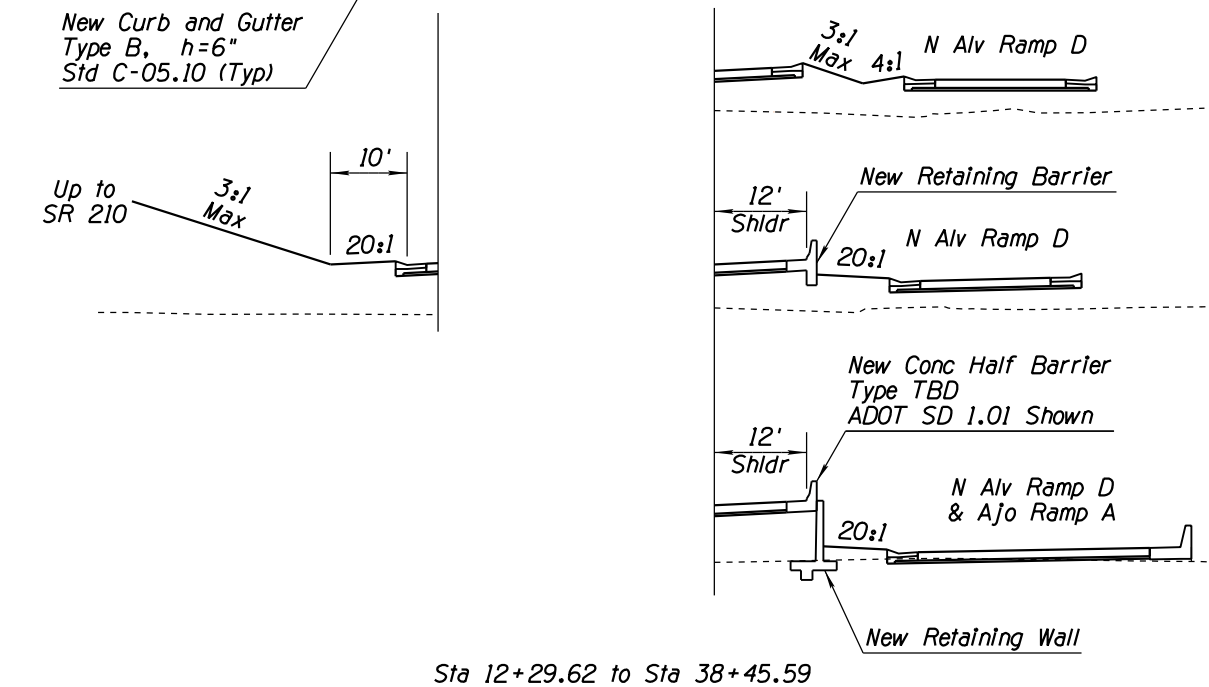 New Curb and Gutter
Type B, h=6"
Std C-05.10 (Typ)
10'
Up to
SR 210
3:1
Max
20:1
3:1
Max
4:1
N Alv Ramp D
New Retaining Barrier
12'
Shldr
N Alv Ramp D
20:1
New Conc Half Barrier
Type TBD
ADOT SD 1.01 Shown
12'
Shldr
N Alv Ramp D
& Ajo Ramp A
20:1
New Retaining Wall
Sta 12+29.62 to Sta 38+45.59